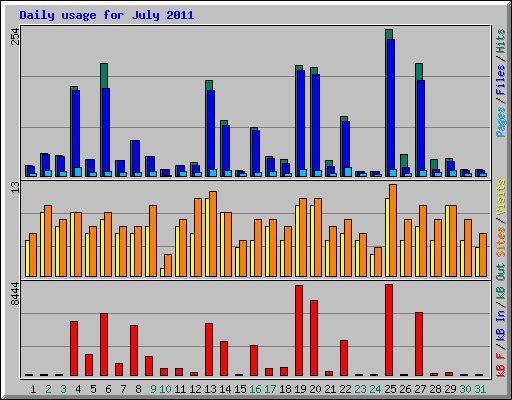 Daily usage for July 2011
254
Pages / Files / Hits
13
Sites / Visits
8444
kB F / kB In / kB Out
1 2 3 4 5 6 7 8 9 10 11 12 13 14 15 16 17 18 19 20 21 22 23 24 25 26 27 28 29 30 31